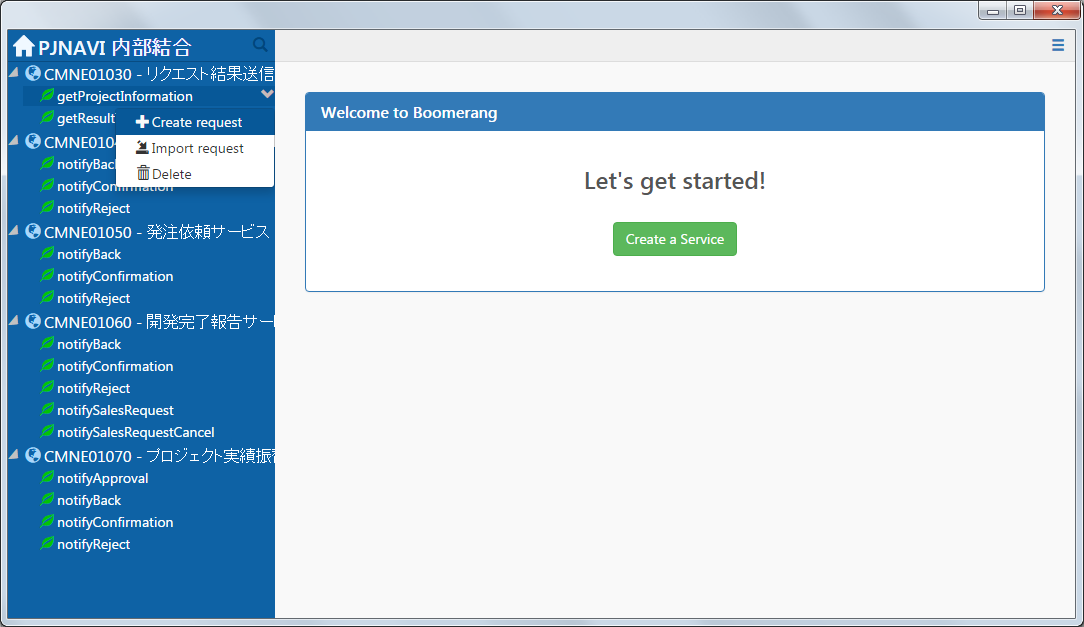 PJNAVI 内部結合
CMNE01030 - リクエスト結果送信
getProjectInformation
getResult
Create request
Import request
Delete
notifyConfirmation
notifyReject
CMNE01050 - 発注依頼サービス
notifyBack
notifyConfirmation
notifyReject
CMNE01060 - 開発完了報告サー
notifyBack
notifyConfirmation
notifyReject
notifySalesRequest
notifySalesRequestCancel
CMNE01070 - プロジェクト実績振
notifyApproval
notifyBack
notifyConfirmation
notifyReject
Welcome to Boomerang
Let's get started!
Create a Service